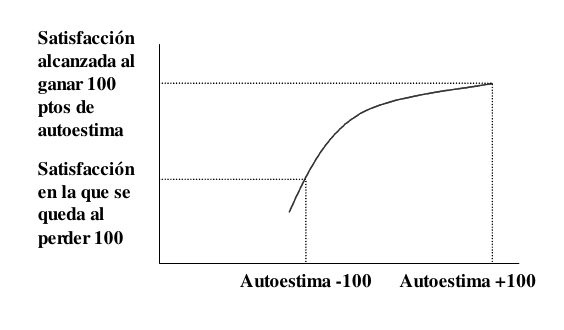 Satisfacción
alcanzada al
ganar 100
ptos de
autoestima
Satisfacción
en la que se
queda al
perder 100
Autoestima -100
Autoestima +100